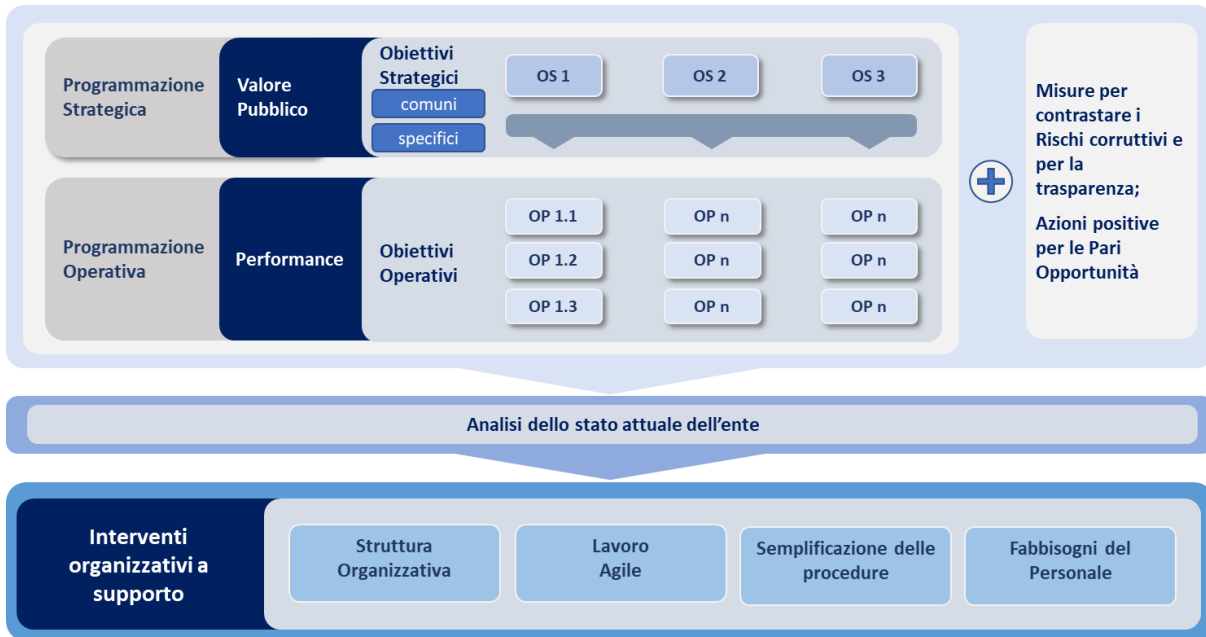 Programmazione
Strategica
Valore
Pubblico
Obiettivi
Strategici
comuni
specifici
OS 1
OS 2
OS 3
Programmazione
Operativa
Performance
Obiettivi
Operativi
OP 1.1
OP n
OP n
OP 1.2
OP n
OP n
OP 1.3
OP n
OP n
Misure per
contrastare i
Rischi corruttivi e
per la
trasparenza;
Azioni positive
per le Pari
Opportunità
Analisi dello stato attuale dell’ente
Interventi
organizzativi a
supporto
Struttura
Organizzativa
Lavoro
Agile
Semplificazione delle
procedure
Fabbisogni del
Personale